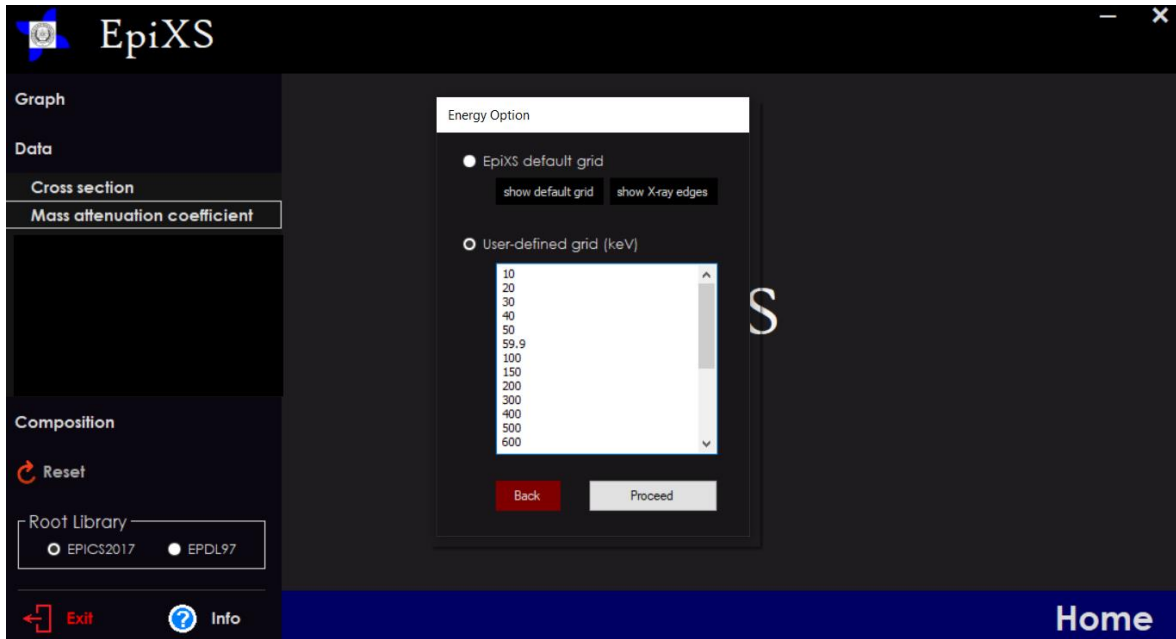 EpiXS
Graph
Data
Cross section
Mass attenuation coefficient
Composition
Reset
Root Library
EPICS2017 EPDL97
Exit Info
Energy Option
EpiXS default grid
show default grid show X-ray edges
User-defined grid (keV)
10
20
30
40
50
59.9
100
150
200
300
400
500
600
Back Proceed
S
Home